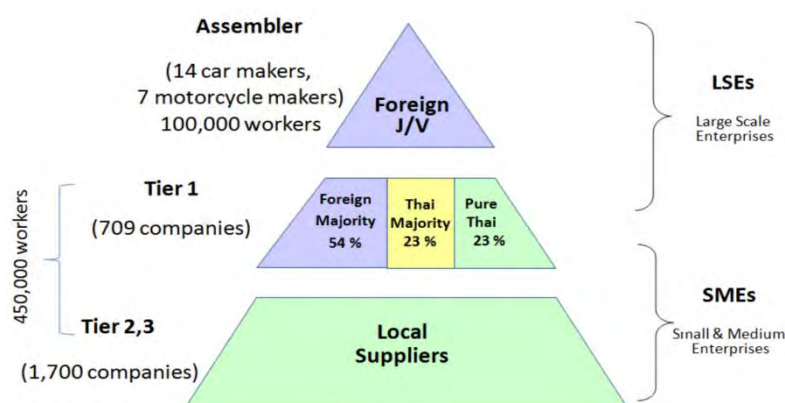 Assembler
(14 car makers,
7 motorcycle makers)
100,000 workers
Foreign
J/V
LSEs
Large Scale
Enterprises
450,000 workers
Tier 1
(709 companies)
Foreign
Majority
54 %
Thai
Majority
23 %
Pure
Thai
23 %
Tier 2,3
(1,700 companies)
Local
Suppliers
SMEs
Small & Medium
Enterprises